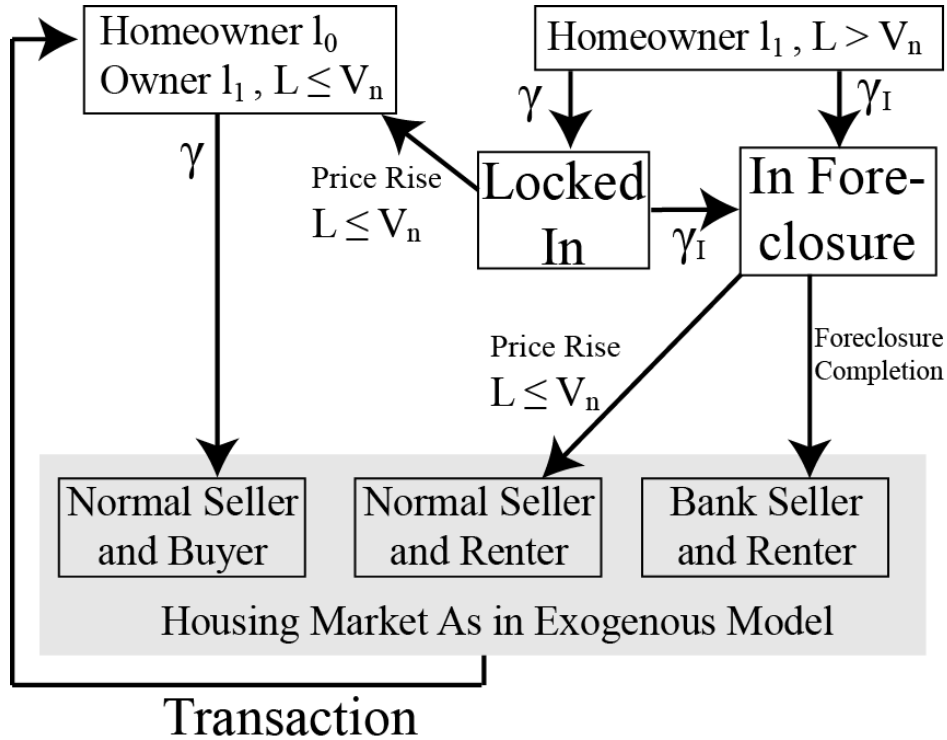 Homeowner l₀
Owner l₁ , L ≤ Vₙ
Homeowner l₁ , L > Vₙ
γ
γ
γ_I
Price Rise
L ≤ Vₙ
Locked
In
γ_I
In Fore-
closure
Price Rise
L ≤ Vₙ
Foreclosure
Completion
Normal Seller
and Buyer
Normal Seller
and Renter
Bank Seller
and Renter
Housing Market As in Exogenous Model
Transaction